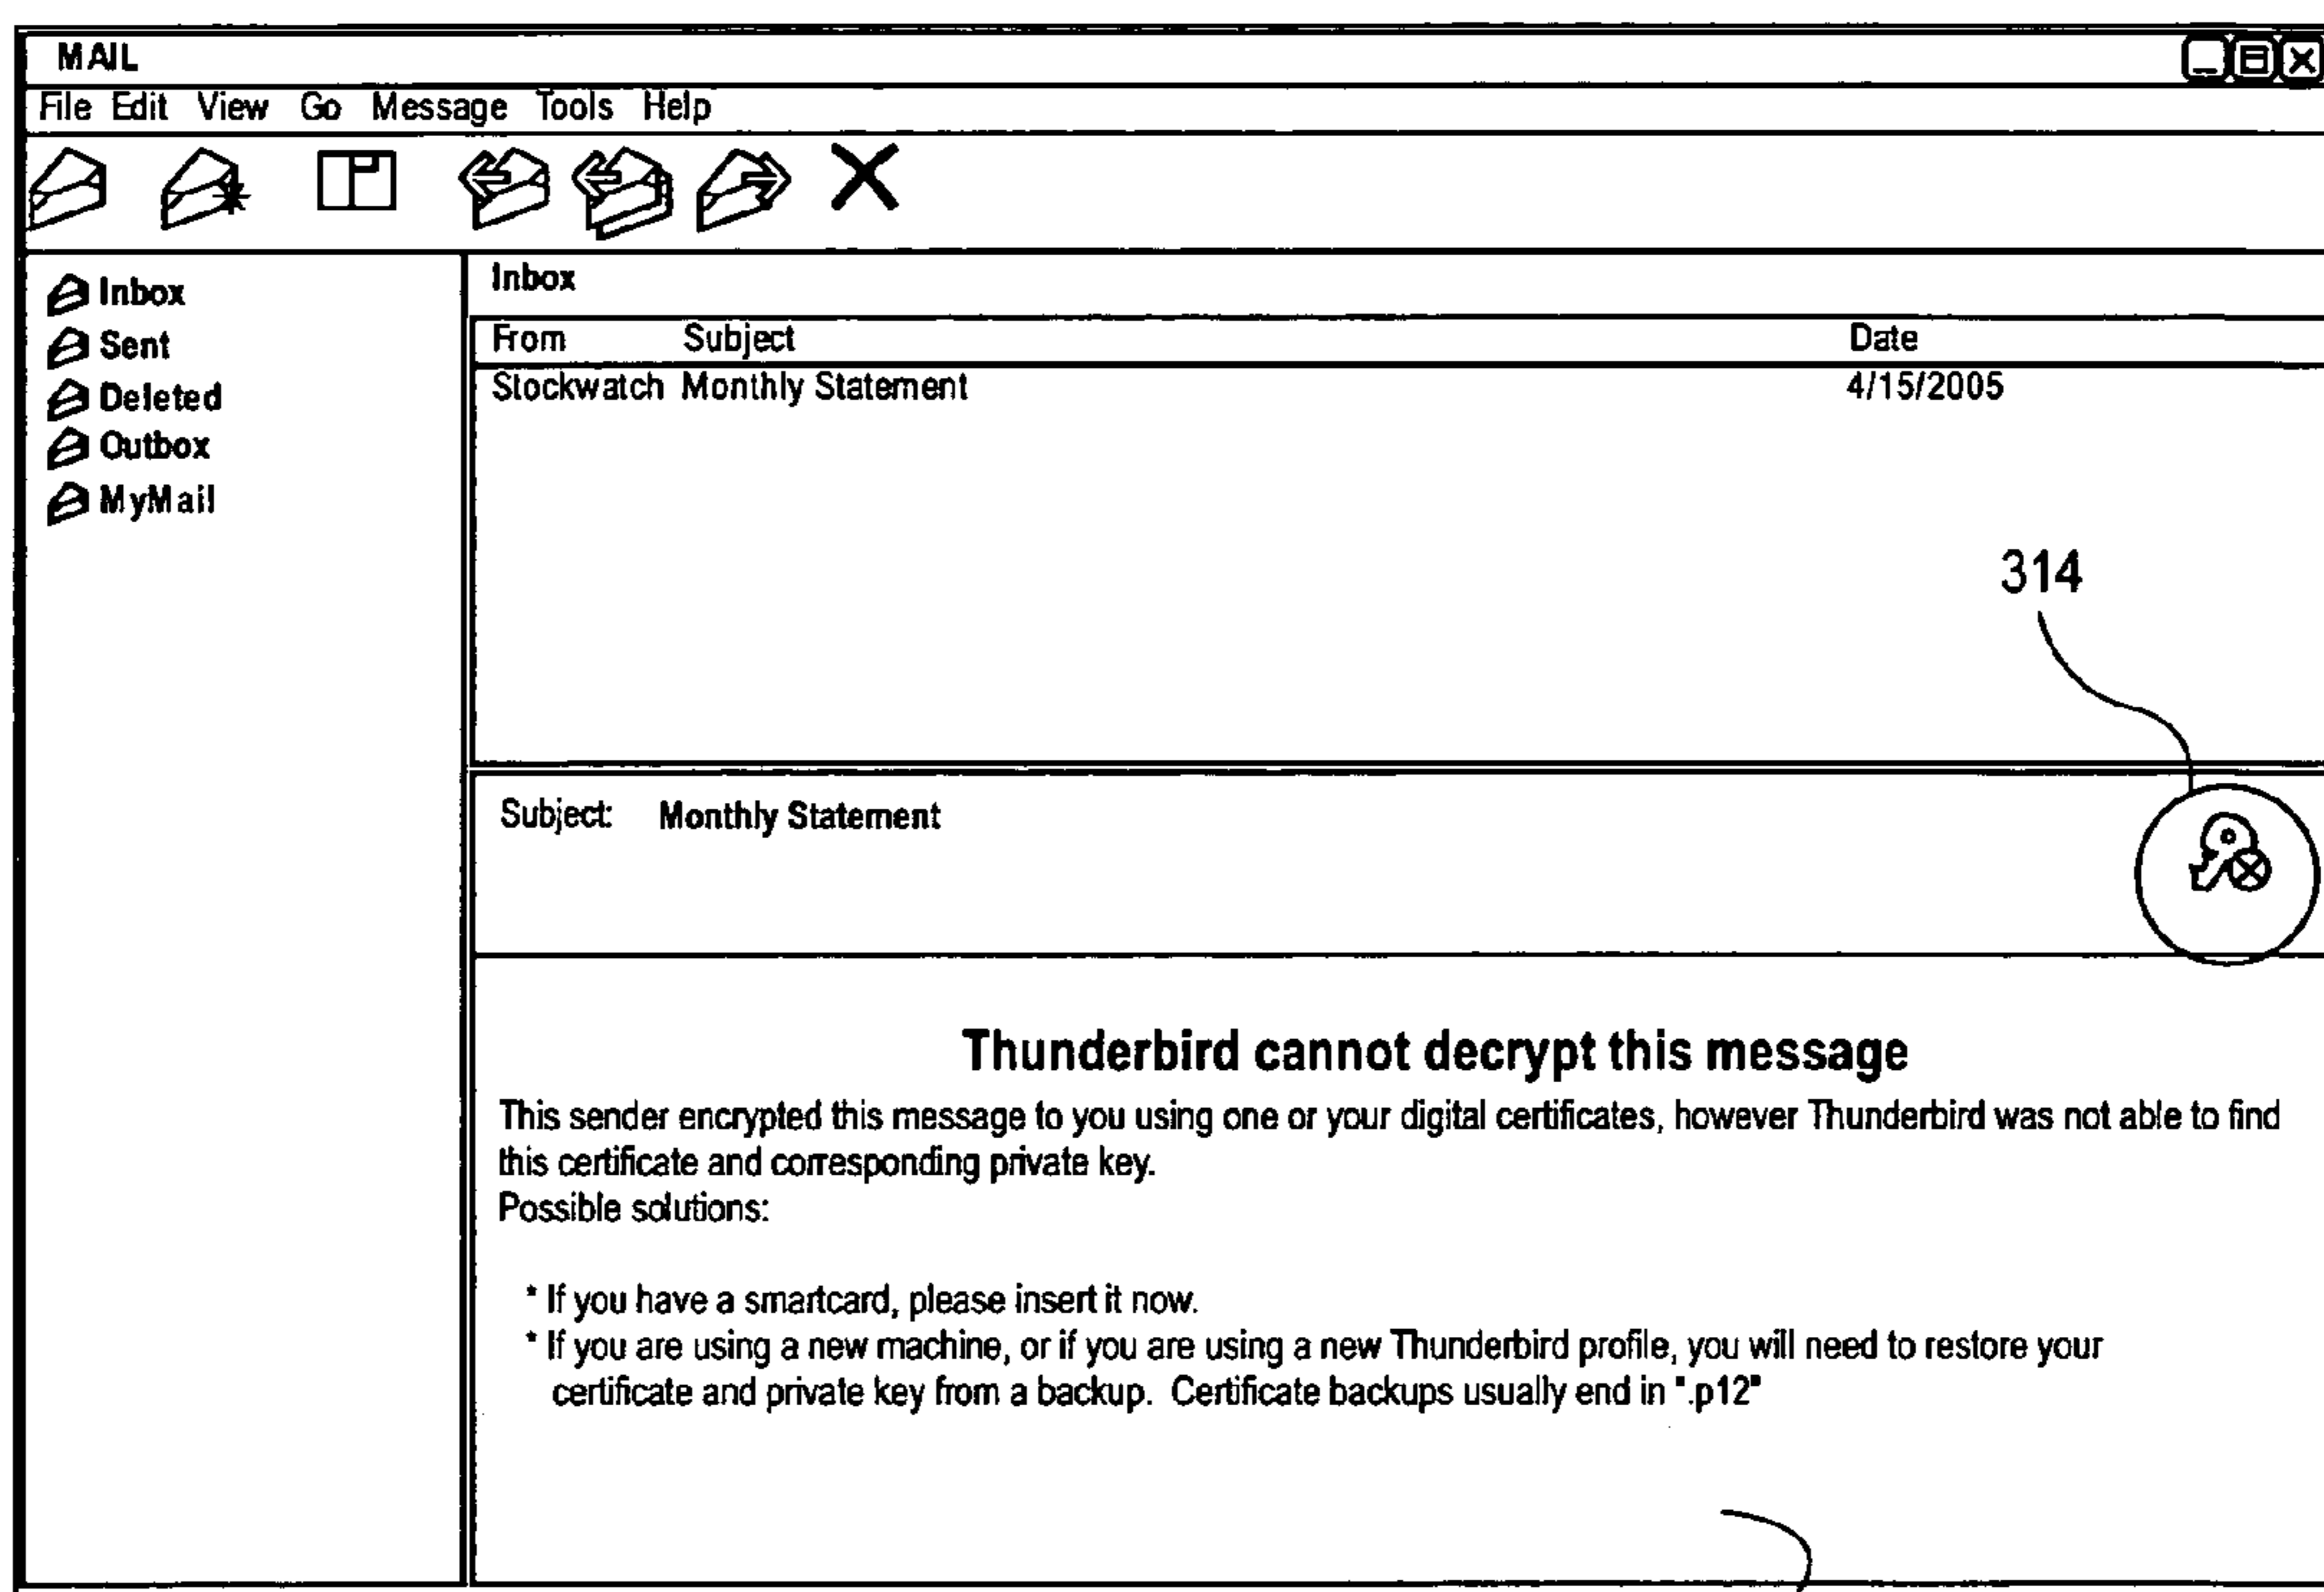 MAIL
File Edit View Go Message Tools Help
Inbox
Sent
Deleted
Outbox
MyMail
Inbox
From Subject Date
Stockwatch Monthly Statement 4/15/2005
314
Subject: Monthly Statement
Thunderbird cannot decrypt this message
This sender encrypted this message to you using one or your digital certificates, however Thunderbird was not able to find
this certificate and corresponding private key.
Possible solutions:
* If you have a smartcard, please insert it now.
* If you are using a new machine, or if you are using a new Thunderbird profile, you will need to restore your
certificate and private key from a backup. Certificate backups usually end in ".p12"